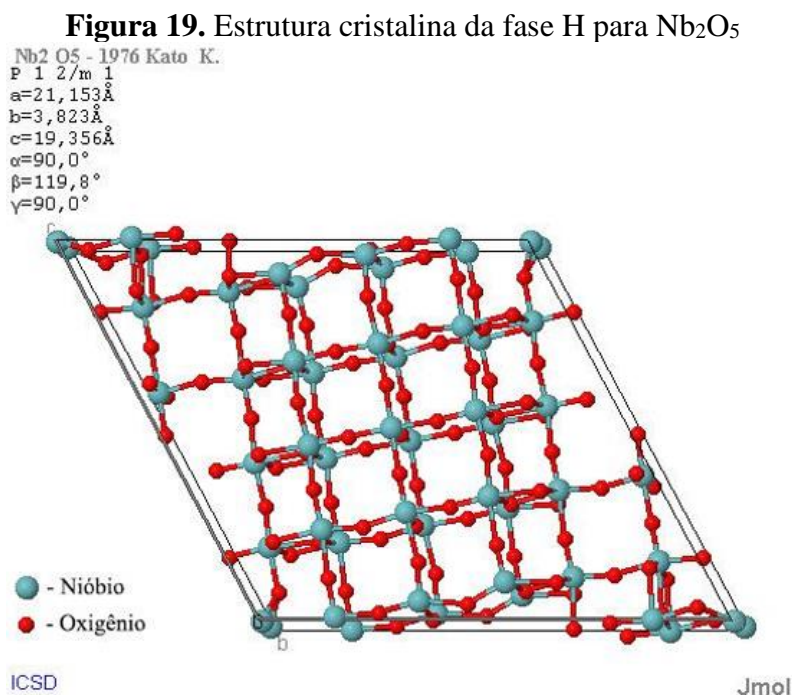 Figura 19. Estrutura cristalina da fase H para Nb₂O₅
Nb2 O5 - 1976 Kato K.
P 1 2/m 1
a=21,153Å
b=3,823Å
c=19,356Å
α=90,0°
β=119,8°
γ=90,0°
c
b
- Nióbio
- Oxigênio
ICSD
Jmol